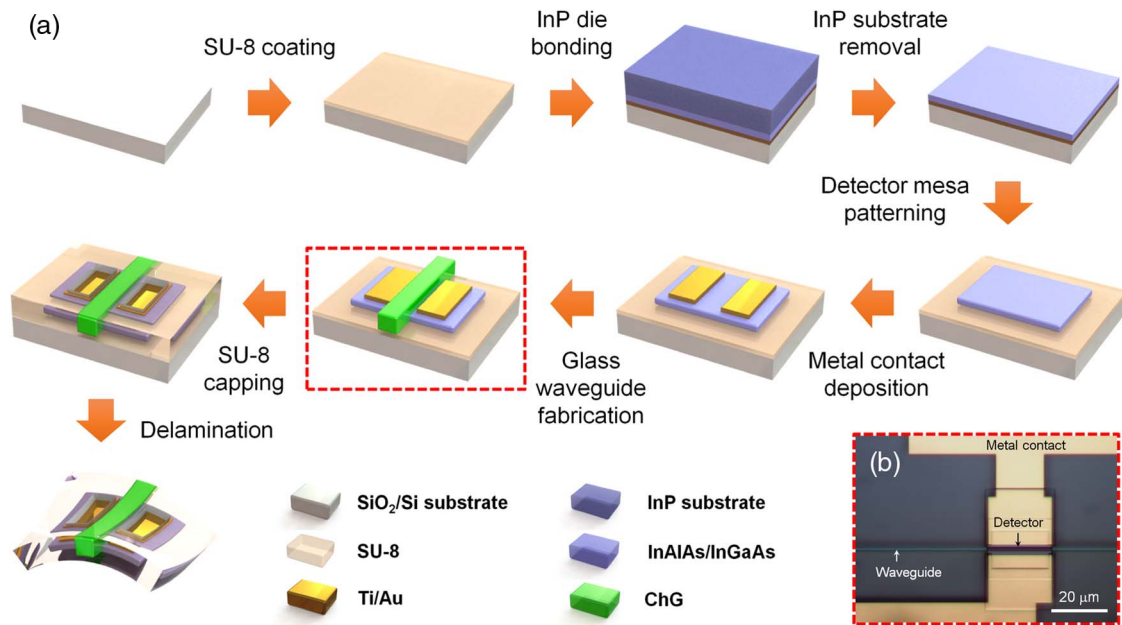 (a)
SU-8 coating
InP die
bonding
InP substrate
removal
Detector mesa
patterning
Metal contact
deposition
Glass
waveguide
fabrication
SU-8
capping
Delamination
SiO₂/Si substrate
SU-8
Ti/Au
InP substrate
InAlAs/InGaAs
ChG
(b)
Metal contact
Detector
Waveguide
20 μm